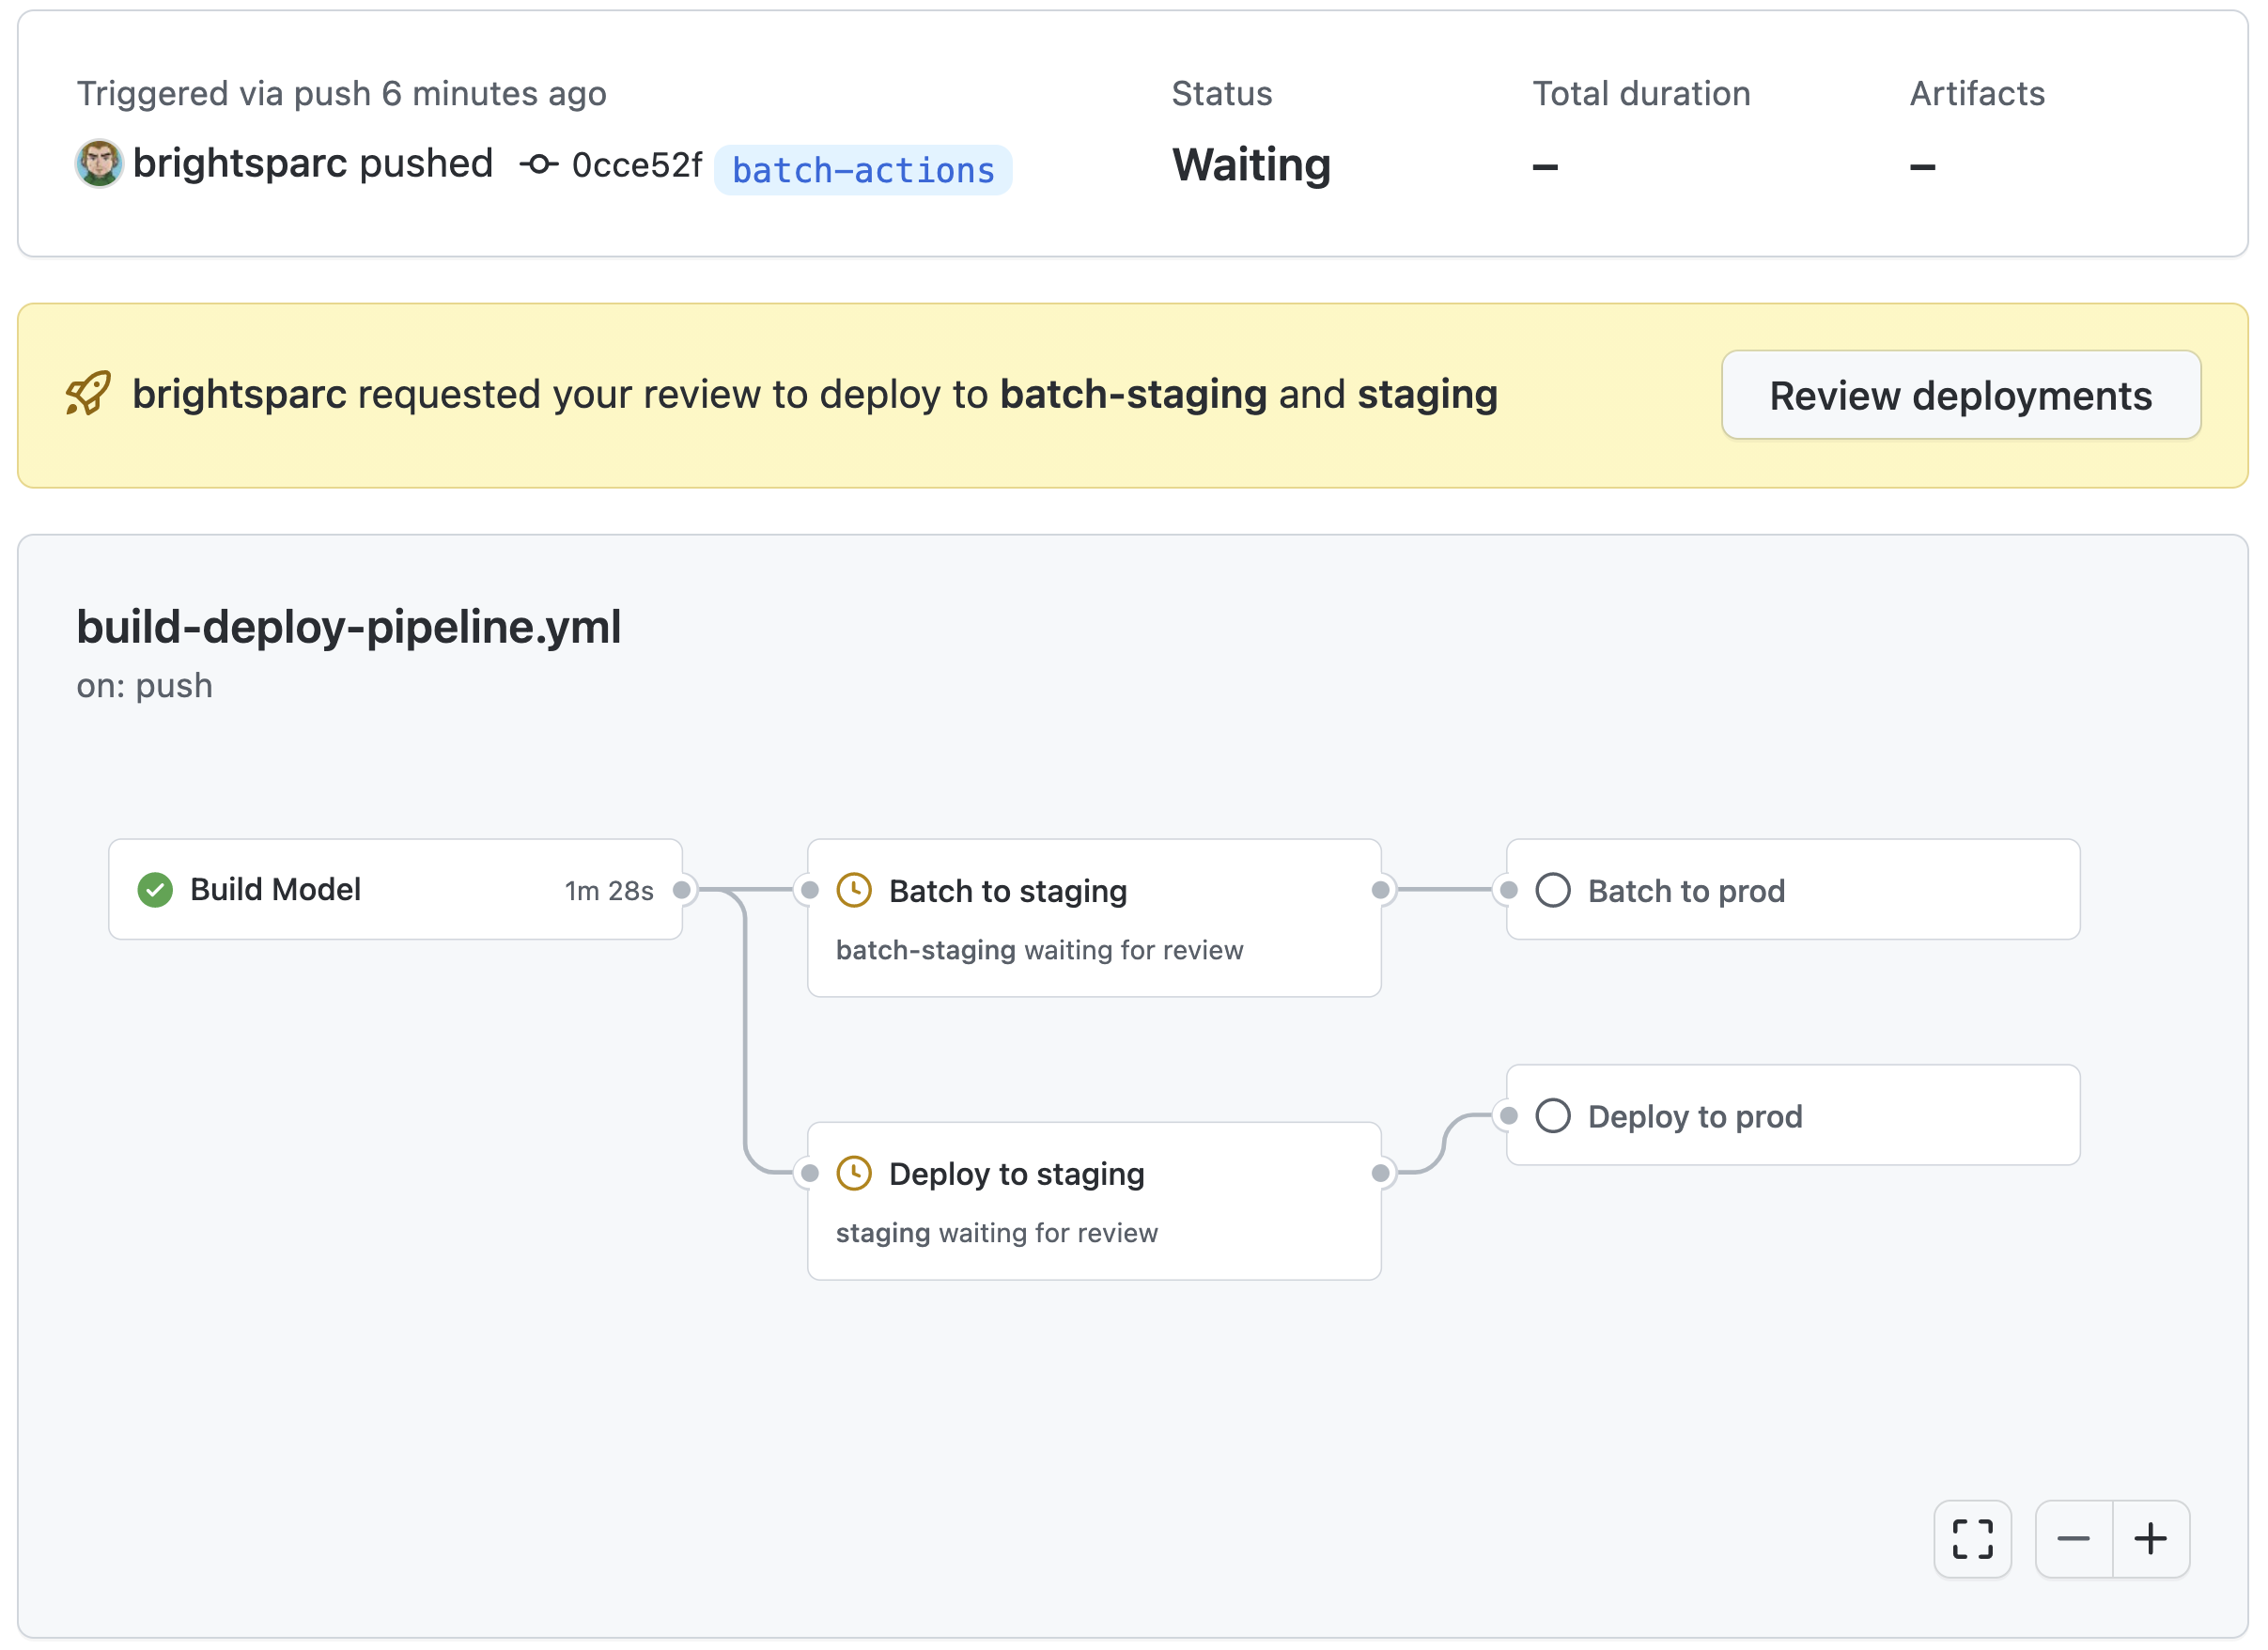 Triggered via push 6 minutes ago
brightsparc pushed 0cce52f batch-actions
Status
Waiting
Total duration
–
Artifacts
–
brightsparc requested your review to deploy to batch-staging and staging
Review deployments
build-deploy-pipeline.yml
on: push
Build Model 1m 28s
Batch to staging
batch-staging waiting for review
Batch to prod
Deploy to staging
staging waiting for review
Deploy to prod